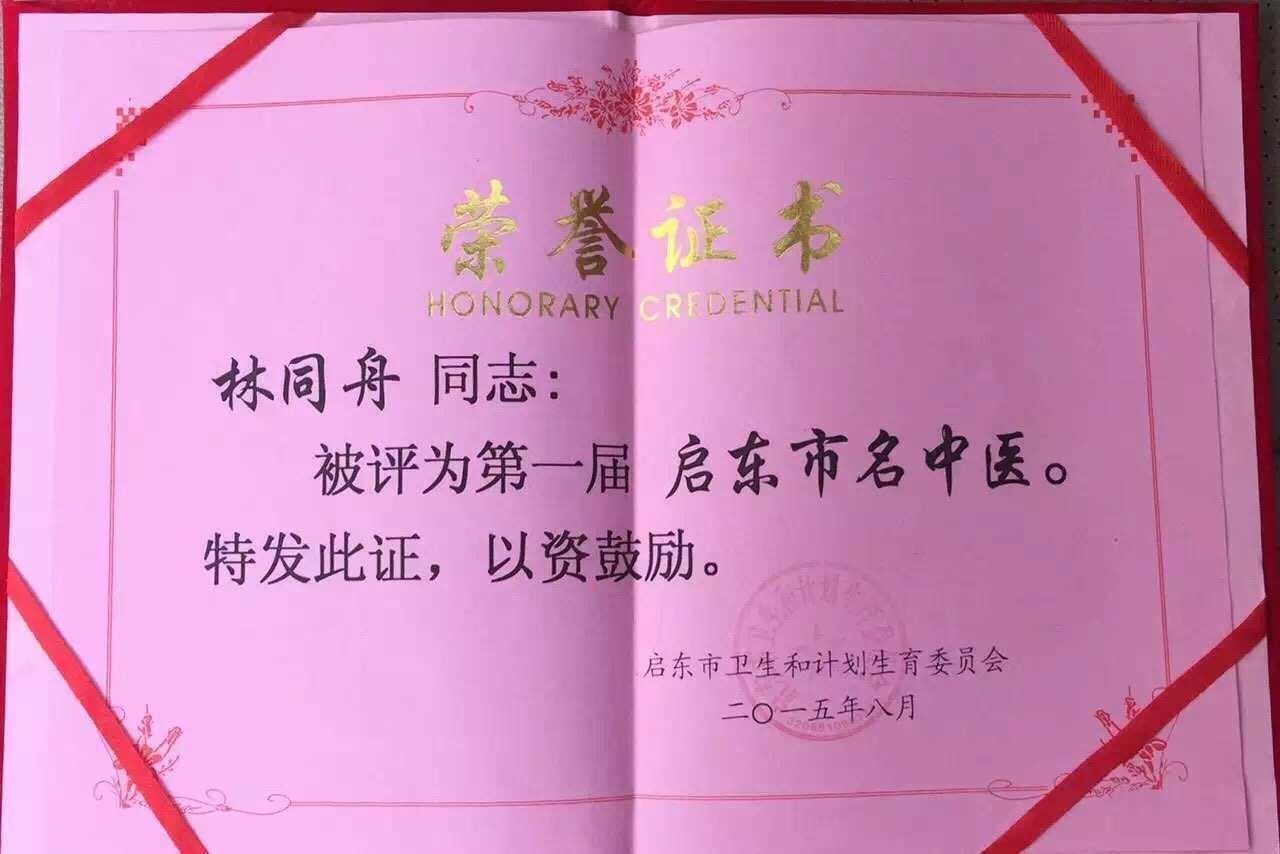 荣誉证书
HONORARY CREDENTIAL
林同舟 同志：
被评为第一届 启东市名中医。
特发此证，以资鼓励。
启东市卫生和计划生育委员会
二〇一五年八月